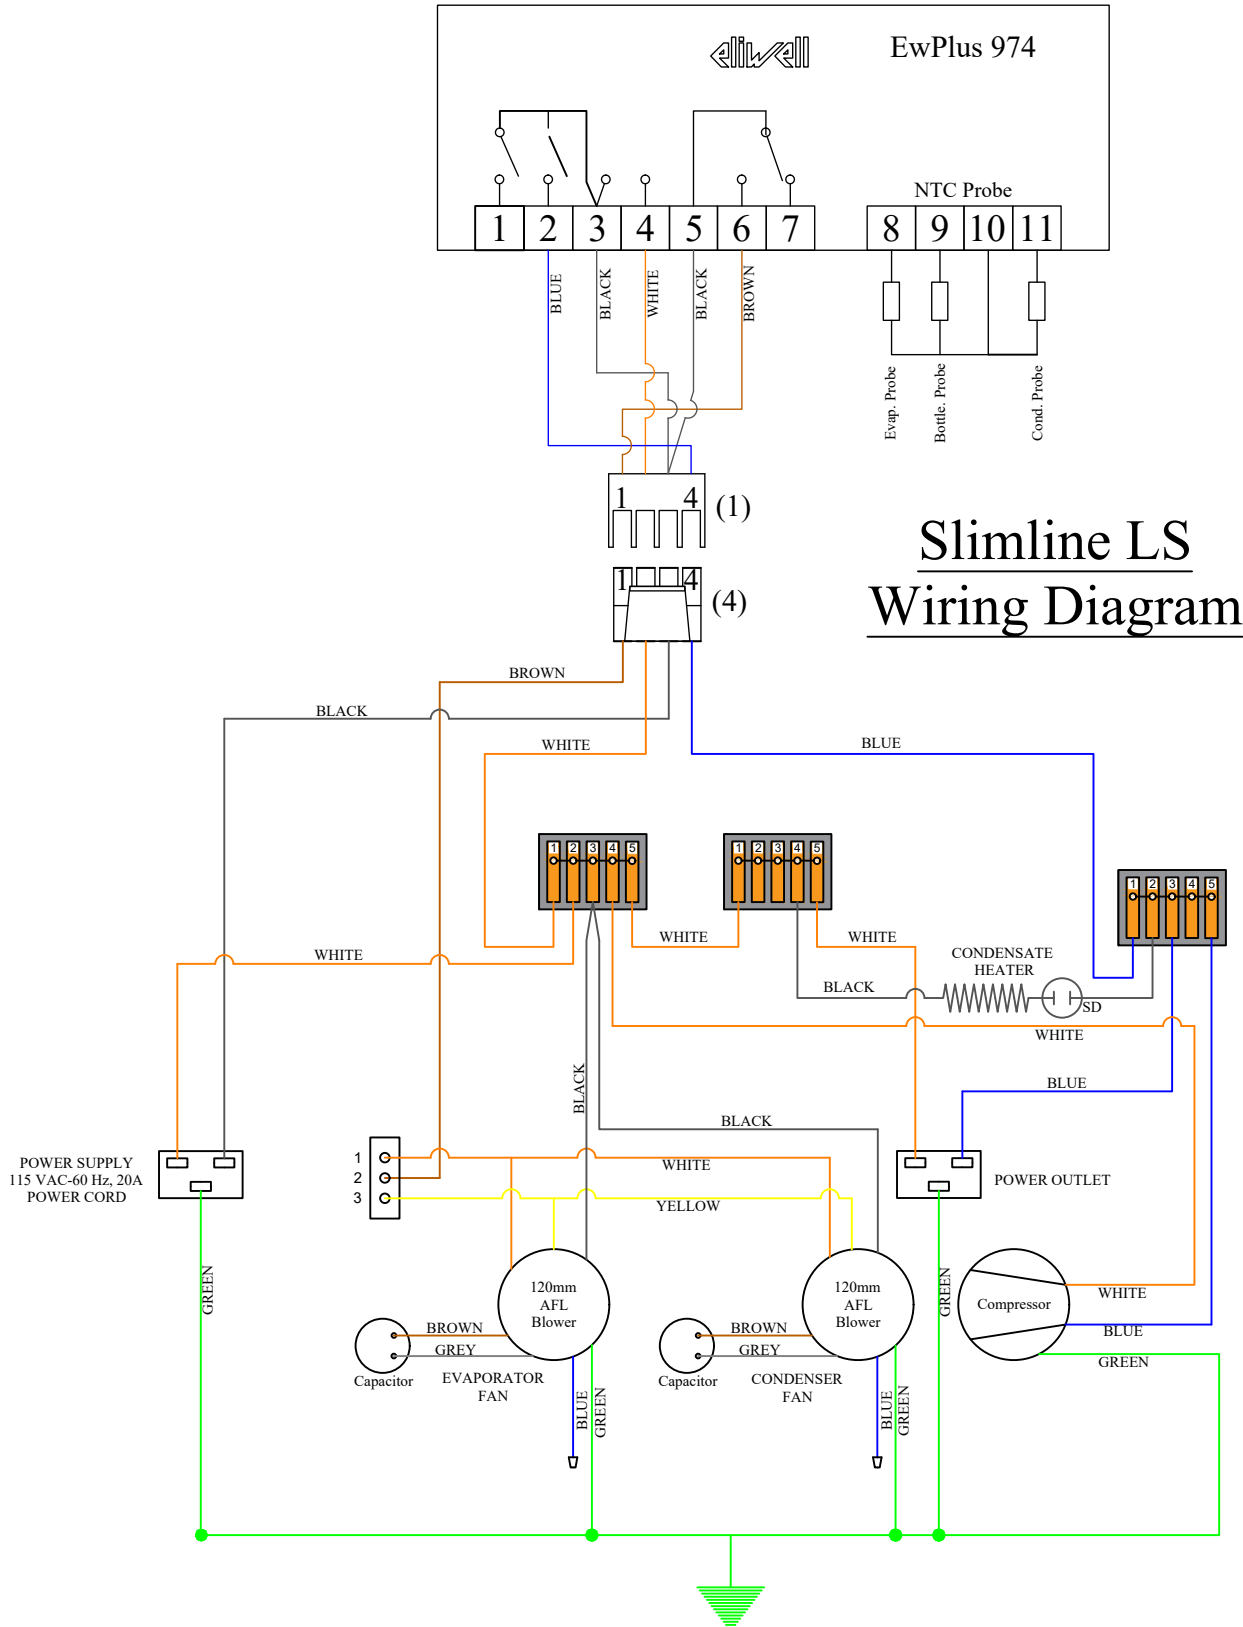 eliwell
EwPlus 974
NTC Probe
1 2 3 4 5 6 7
8 9 10 11
BLUE
BLACK
WHITE
BLACK
BROWN
Evap. Probe
Bottle. Probe
Cond. Probe
1 4
(1)
1 4
(4)
Slimline LS
Wiring Diagram
BROWN
BLACK
WHITE
BLUE
1 2 3 4 5
1 2 3 4 5
1 2 3 4 5
WHITE
WHITE
WHITE
CONDENSATE
HEATER
BLACK
SD
WHITE
BLACK
BLUE
BLACK
POWER SUPPLY
115 VAC-60 Hz, 20A
POWER CORD
1
2
3
WHITE
YELLOW
POWER OUTLET
GREEN
GREEN
120mm
AFL
Blower
120mm
AFL
Blower
Compressor
WHITE
BLUE
GREEN
BROWN
GREY
Capacitor
EVAPORATOR
FAN
BLUE
GREEN
BROWN
GREY
Capacitor
CONDENSER
FAN
BLUE
GREEN